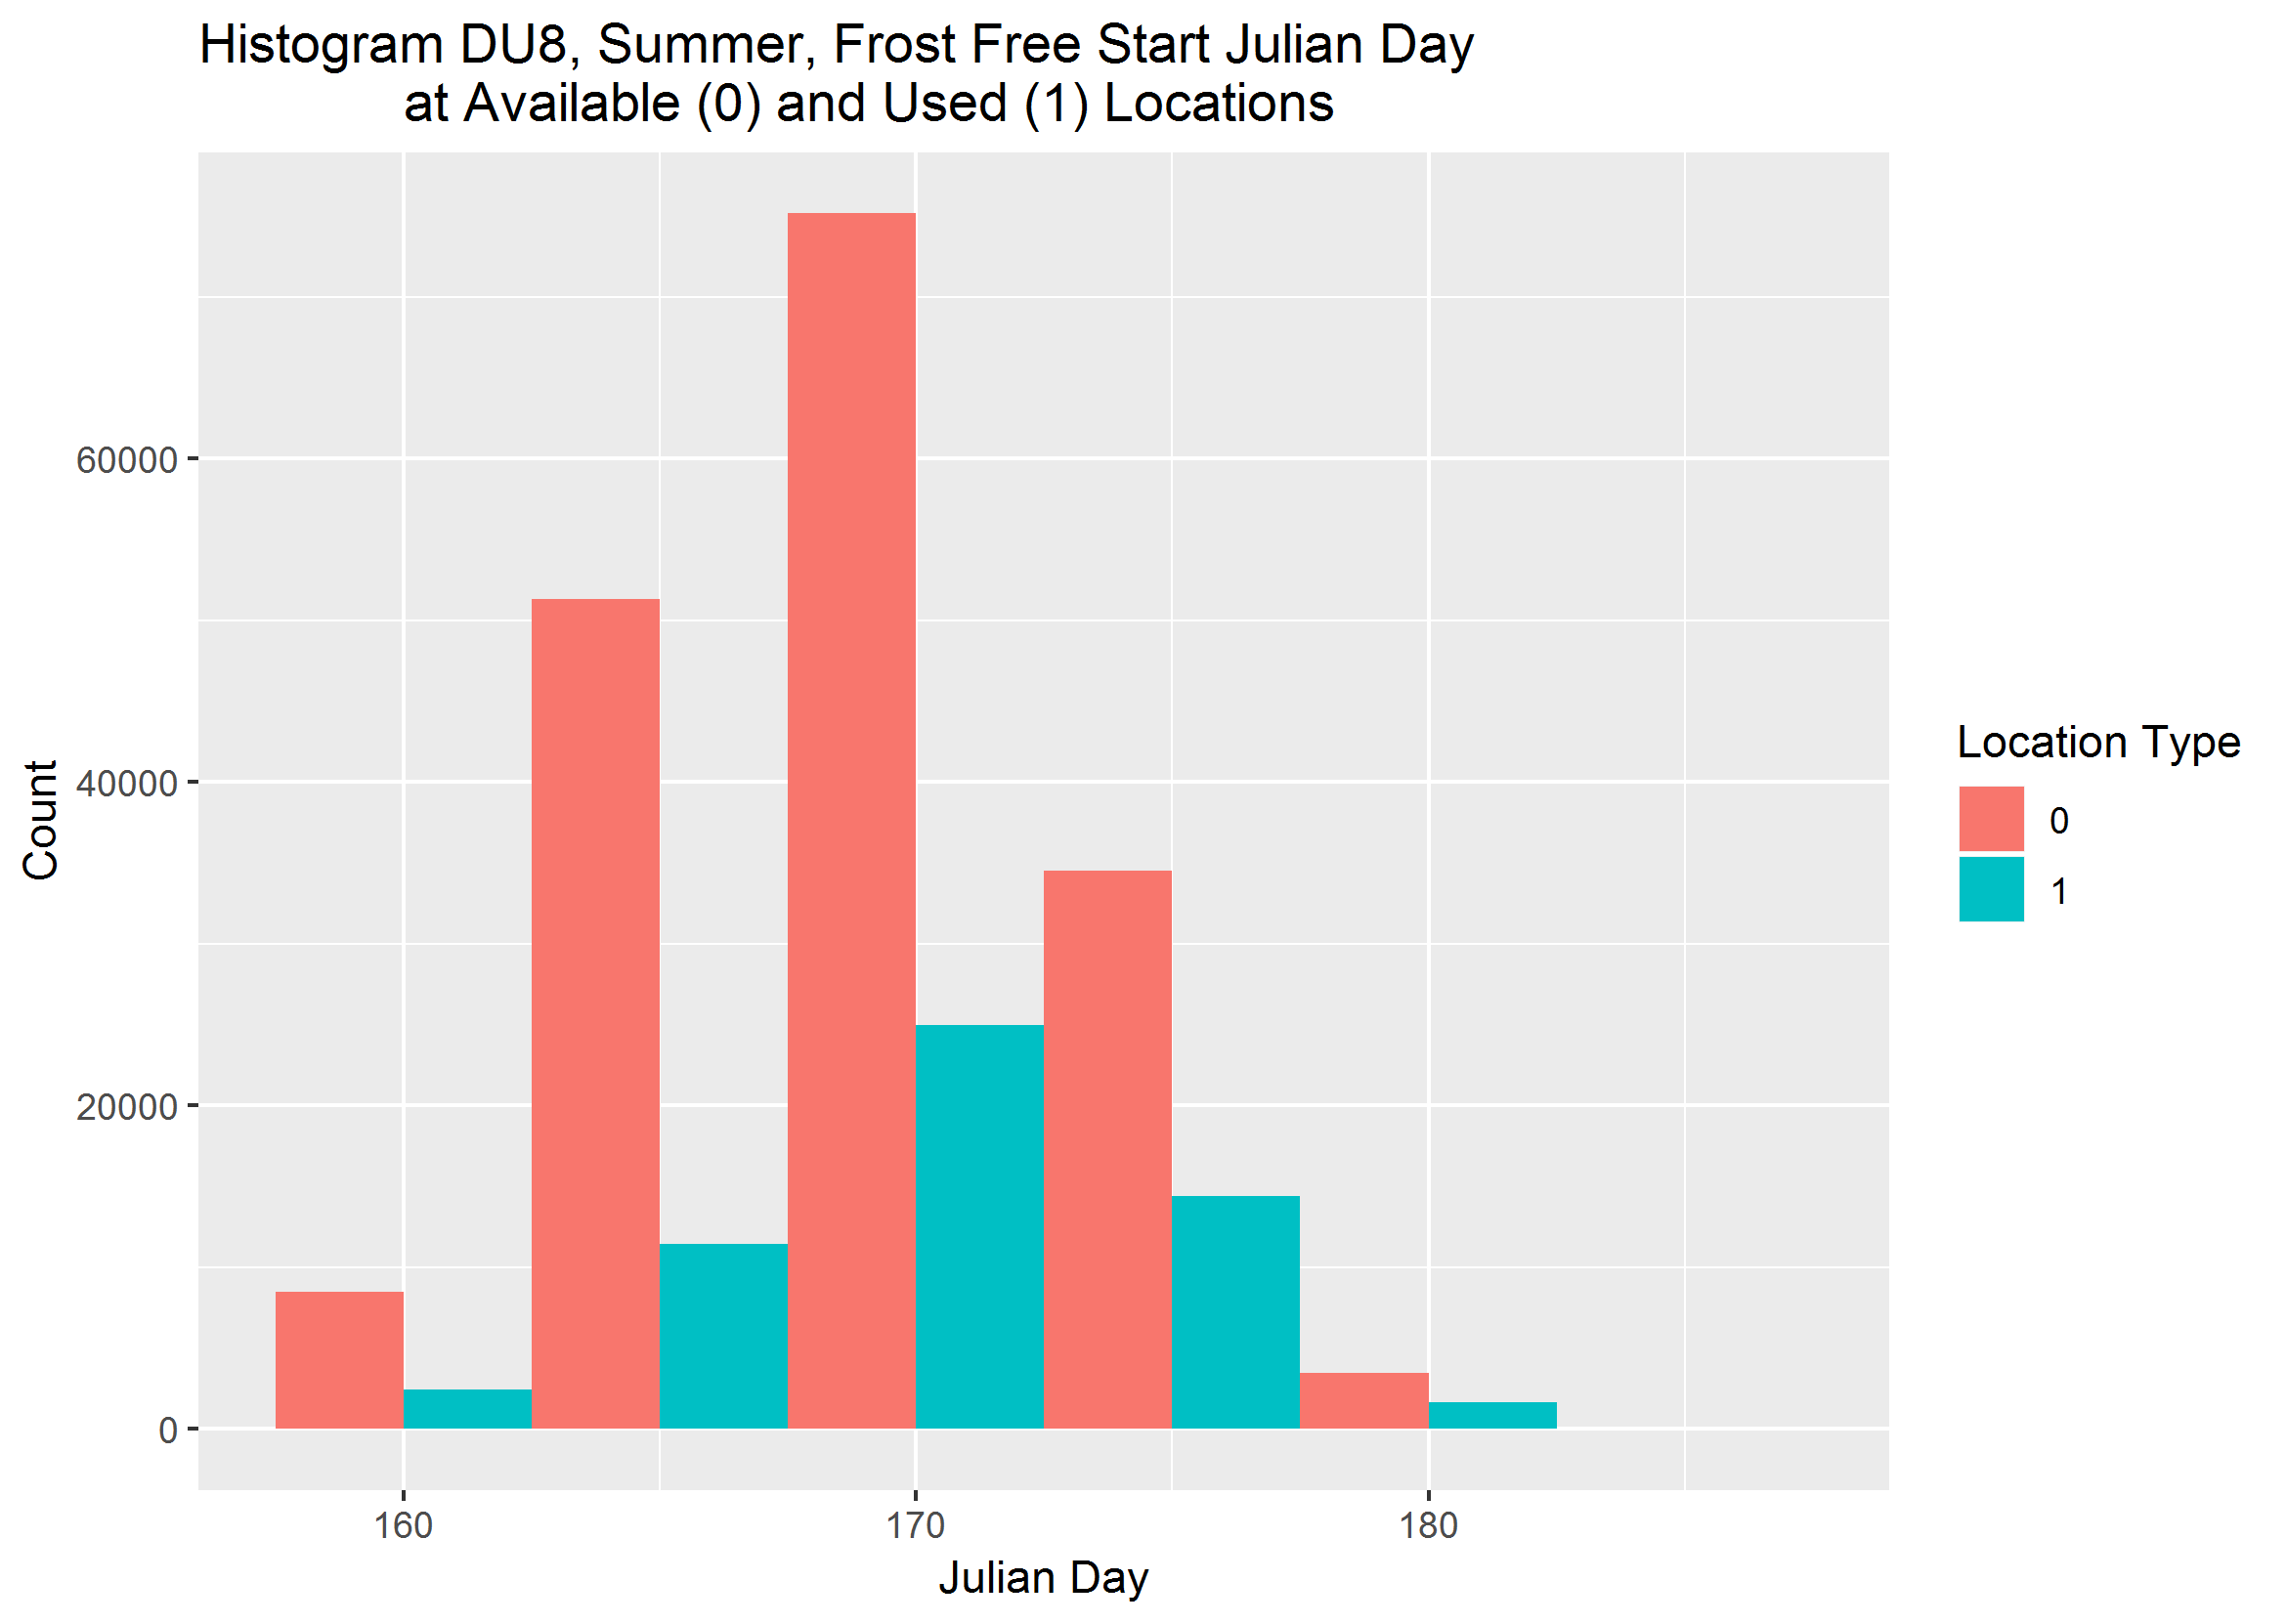 Histogram DU8, Summer, Frost Free Start Julian Day
at Available (0) and Used (1) Locations
60000
40000
20000
0
Count
160
170
180
Julian Day
Location Type
0
1